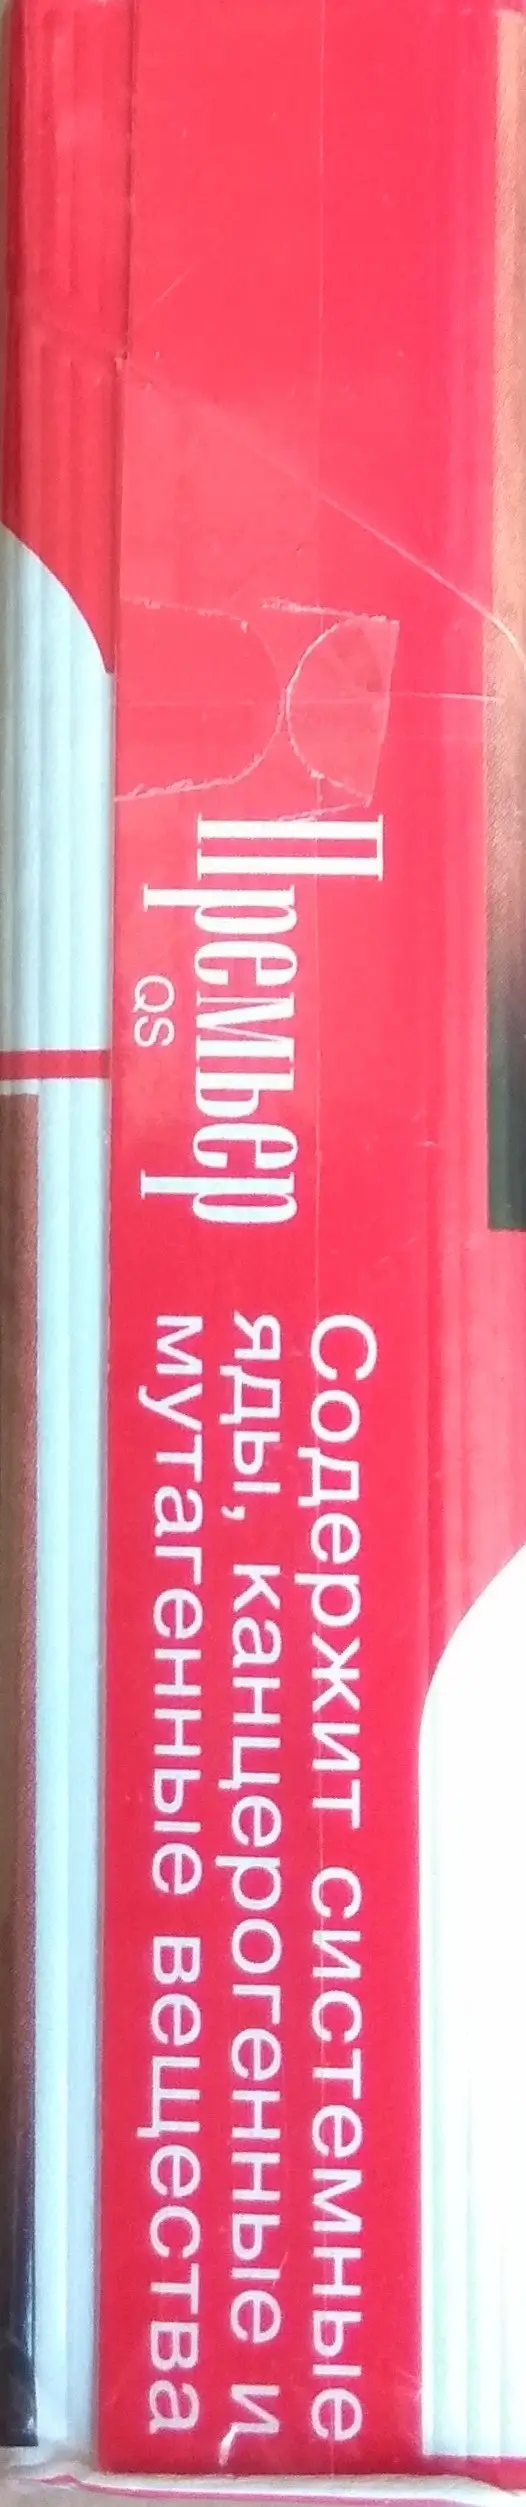 Премьер
QS
Содержит системные
яды, канцерогенные и
мутагенные вещества